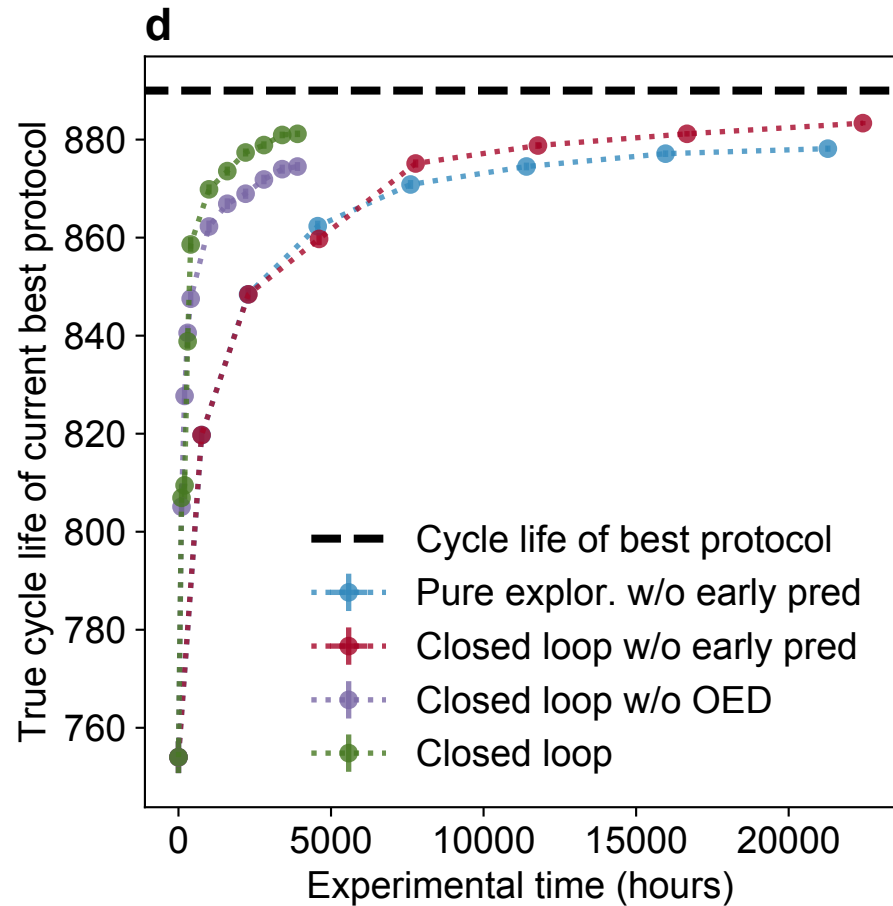 d
True cycle life of current best protocol
880
860
840
820
800
780
760
Cycle life of best protocol
Pure explor. w/o early pred
Closed loop w/o early pred
Closed loop w/o OED
Closed loop
0 5000 10000 15000 20000
Experimental time (hours)